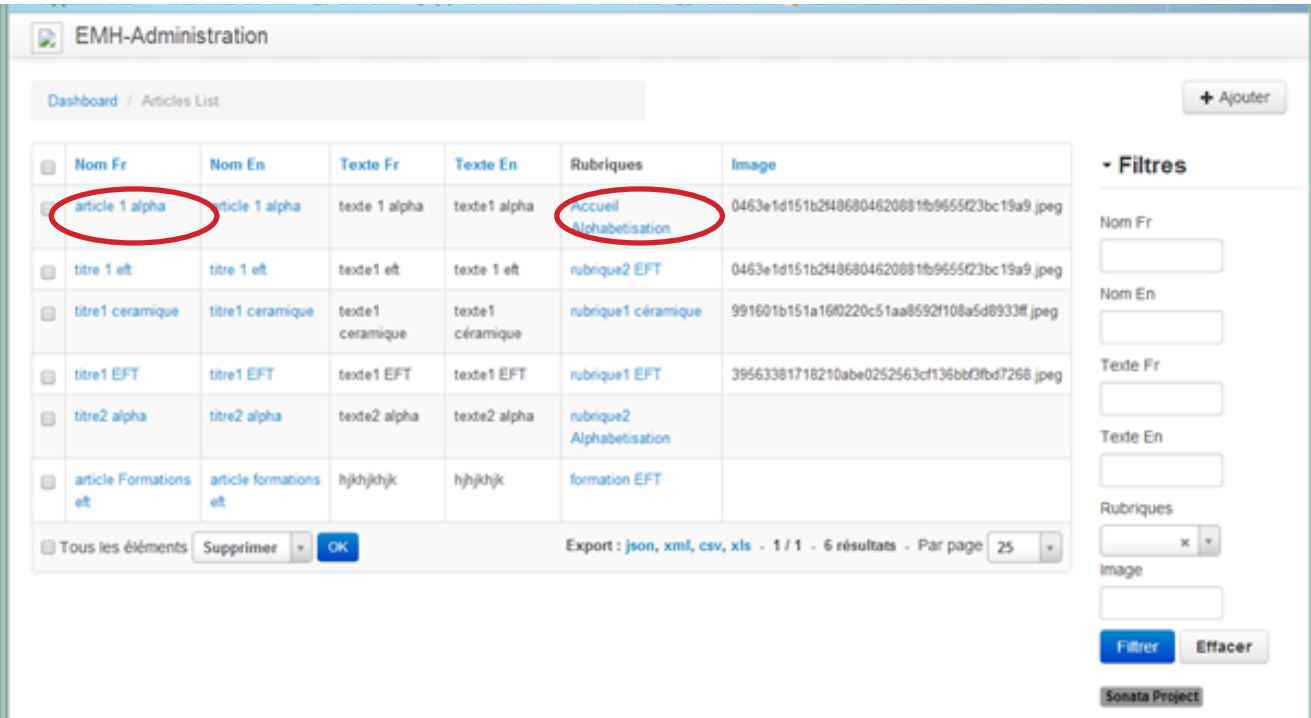 EMH-Administration
Dashboard / Articles List
+ Ajouter
Nom Fr Nom En Texte Fr Texte En Rubriques Image
article 1 alpha article 1 alpha texte 1 alpha texte1 alpha Accueil Alphabetisation 0463e1d151b2f486804620881fb9655f23bc19a9.jpeg
titre 1 eft titre 1 eft texte1 eft texte 1 eft rubrique2 EFT 0463e1d151b2f486804620881fb9655f23bc19a9.jpeg
titre1 ceramique titre1 ceramique texte1 ceramique texte1 céramique rubrique1 céramique 991601b151a16f0220c51aa8592f108a5d8933ff.jpeg
titre1 EFT titre1 EFT texte1 EFT texte1 EFT rubrique1 EFT 39563381718210abe0252563cf136bbf3fbd7268.jpeg
titre2 alpha titre2 alpha texte2 alpha texte2 alpha rubrique2 Alphabetisation
article Formations eft article formations eft hjkhjkhjk hjhjkhjk formation EFT
Tous les éléments Supprimer OK Export : json, xml, csv, xls - 1 / 1 - 6 résultats - Par page 25
Filtres
Nom Fr
Nom En
Texte Fr
Texte En
Rubriques
×
Image
Filtrer Effacer
Sonata Project